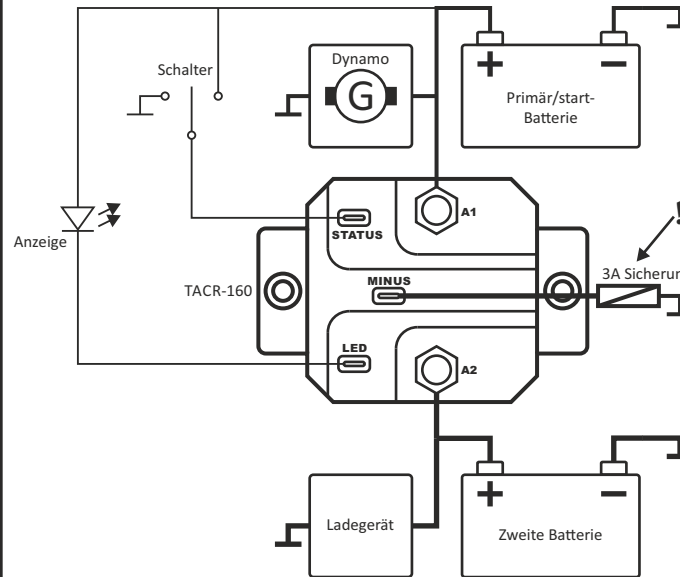 Schalter
Dynamo
G
+
−
Primär/start-
Batterie
A1
STATUS
!
Anzeige
TACR-160
MINUS
3A Sicherun
LED
A2
+
−
Ladegerät
Zweite Batterie